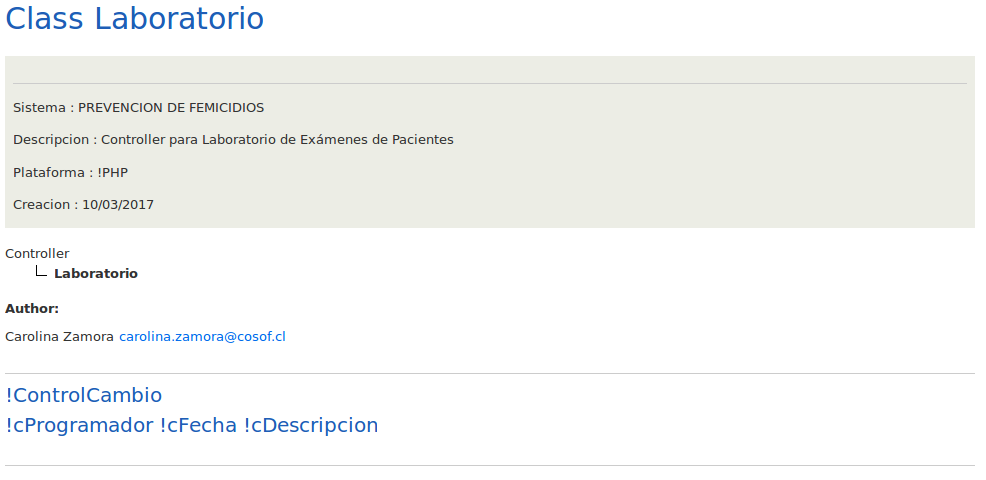 Class Laboratorio
Sistema : PREVENCION DE FEMICIDIOS
Descripcion : Controller para Laboratorio de Exámenes de Pacientes
Plataforma : !PHP
Creacion : 10/03/2017
Controller
Laboratorio
Author:
Carolina Zamora carolina.zamora@cosof.cl
!ControlCambio
!cProgramador !cFecha !cDescripcion